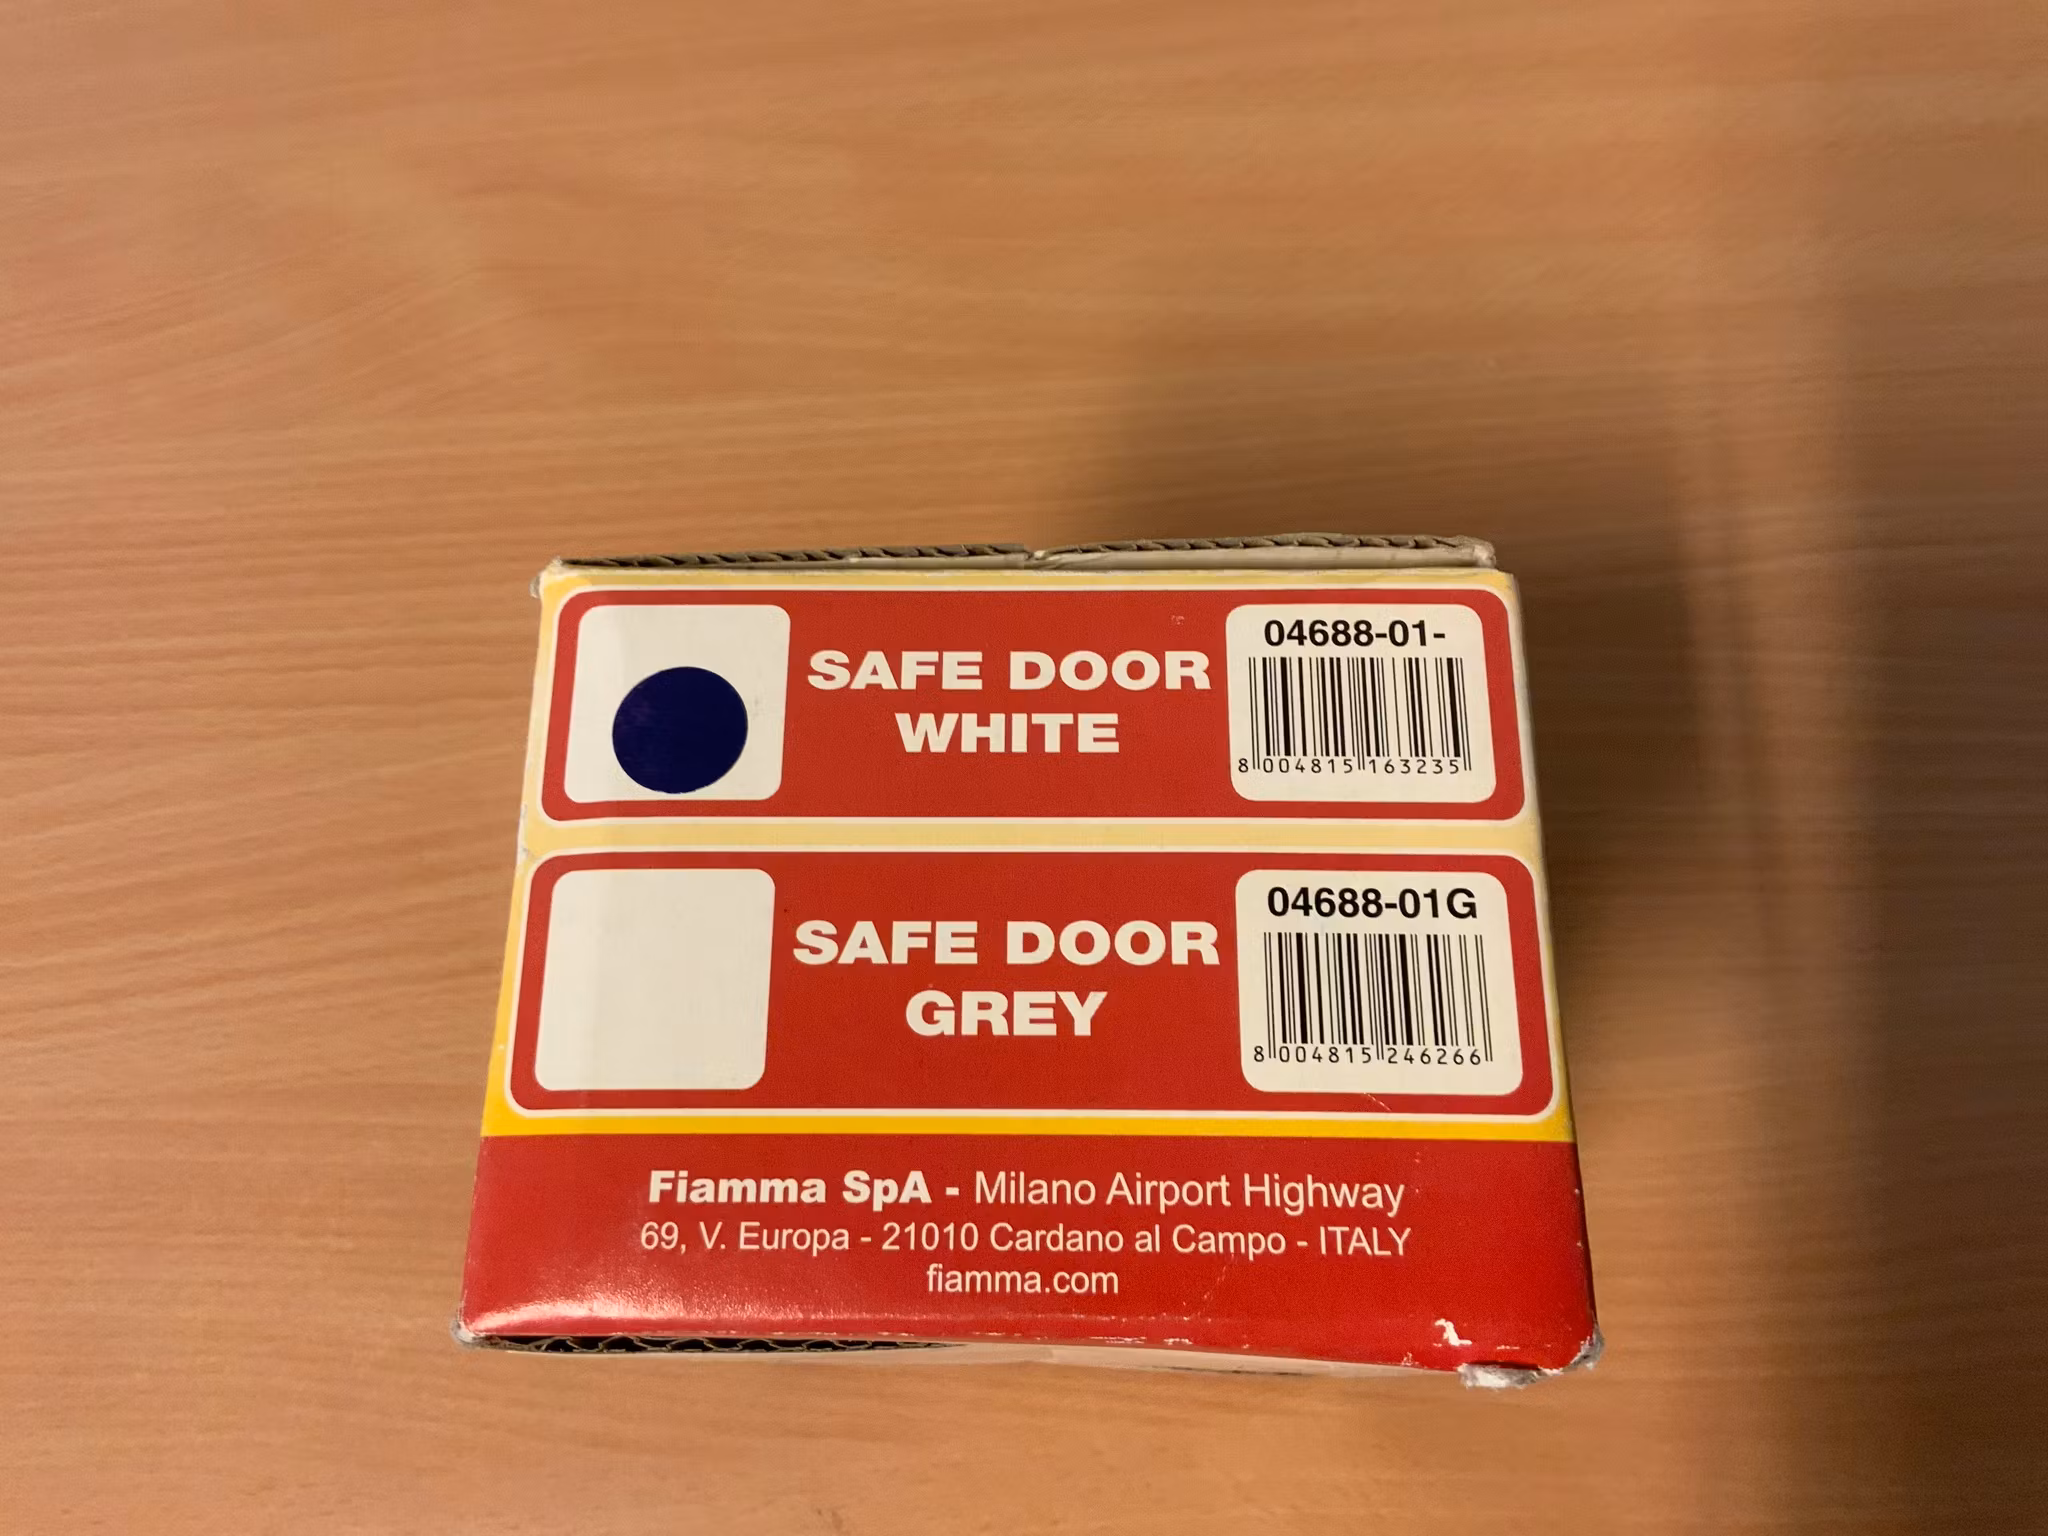 SAFE DOOR
WHITE
04688-01-
8 004815 163235
SAFE DOOR
GREY
04688-01G
8 004815 246266
Fiamma SpA - Milano Airport Highway
69, V. Europa - 21010 Cardano al Campo - ITALY
fiamma.com